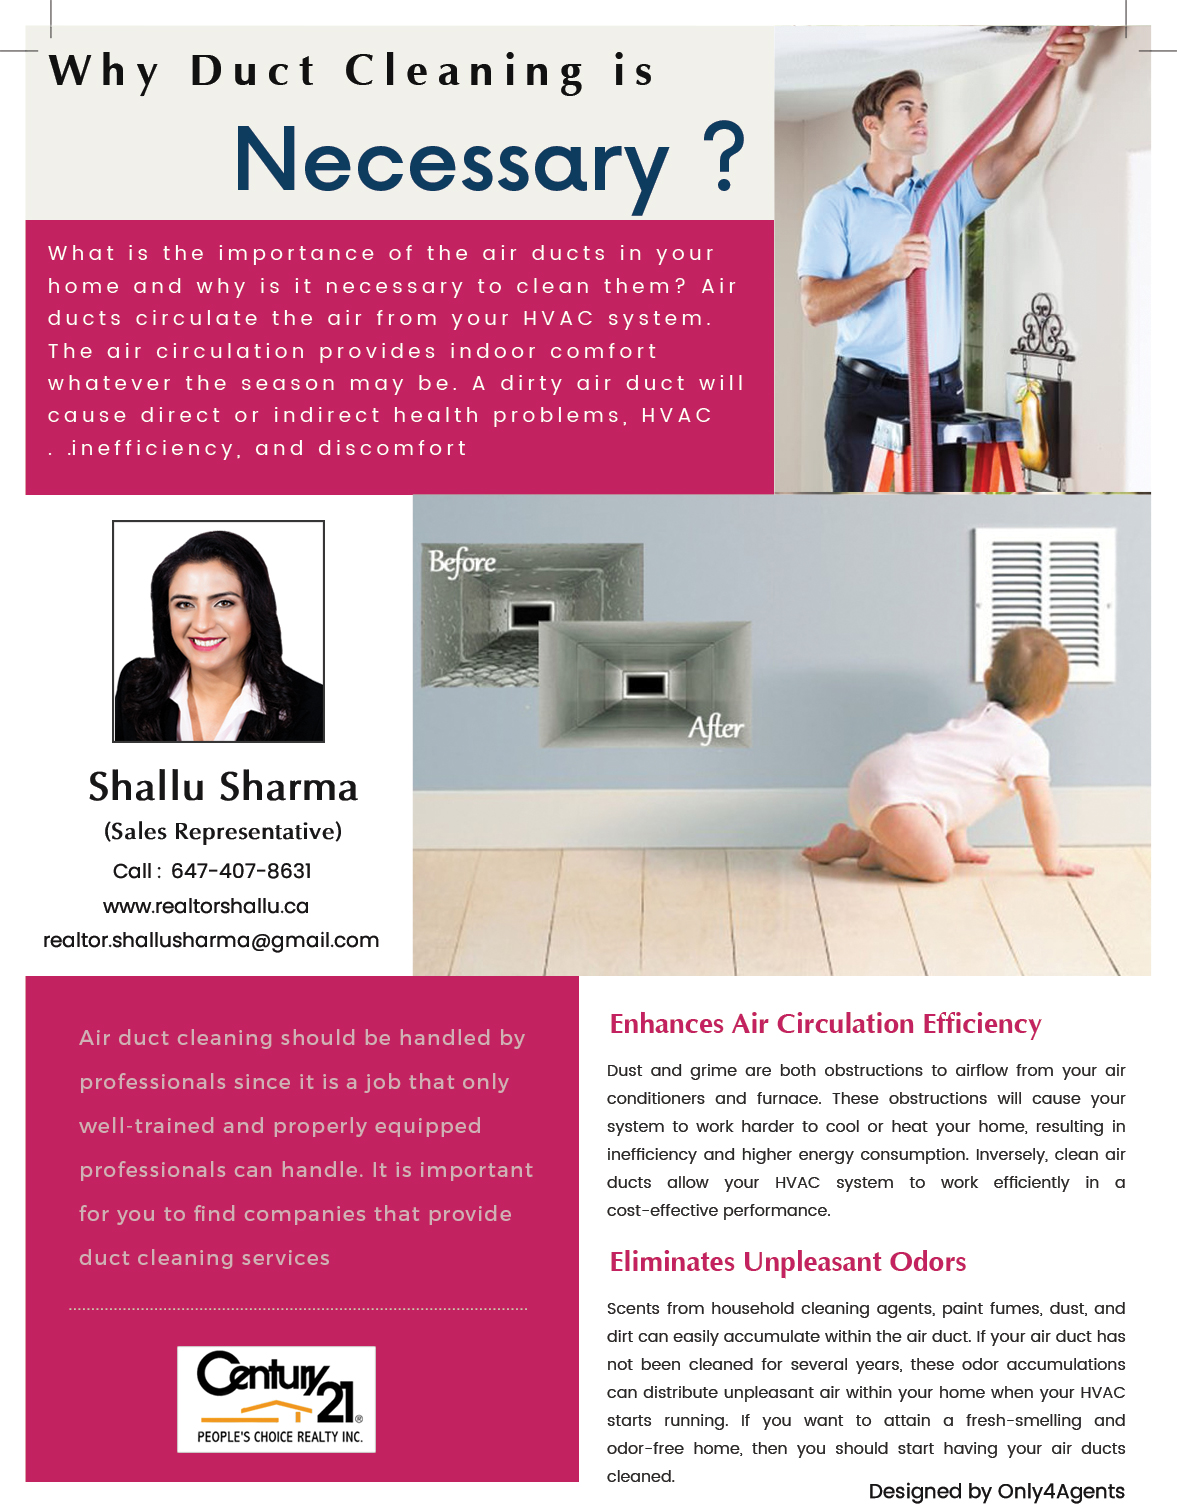 Why Duct Cleaning is
Necessary ?
What is the importance of the air ducts in your
home and why is it necessary to clean them? Air
ducts circulate the air from your HVAC system.
The air circulation provides indoor comfort
whatever the season may be. A dirty air duct will
cause direct or indirect health problems, HVAC
. .inefficiency, and discomfort
Before
After
Shallu Sharma
(Sales Representative)
Call : 647-407-8631
www.realtorshallu.ca
realtor.shallusharma@gmail.com
Air duct cleaning should be handled by
professionals since it is a job that only
well-trained and properly equipped
professionals can handle. It is important
for you to find companies that provide
duct cleaning services
Century 21®
PEOPLE'S CHOICE REALTY INC.
Enhances Air Circulation Efficiency
Dust and grime are both obstructions to airflow from your air
conditioners and furnace. These obstructions will cause your
system to work harder to cool or heat your home, resulting in
inefficiency and higher energy consumption. Inversely, clean air
ducts allow your HVAC system to work efficiently in a
cost-effective performance.
Eliminates Unpleasant Odors
Scents from household cleaning agents, paint fumes, dust, and
dirt can easily accumulate within the air duct. If your air duct has
not been cleaned for several years, these odor accumulations
can distribute unpleasant air within your home when your HVAC
starts running. If you want to attain a fresh-smelling and
odor-free home, then you should start having your air ducts
cleaned.
Designed by Only4Agents